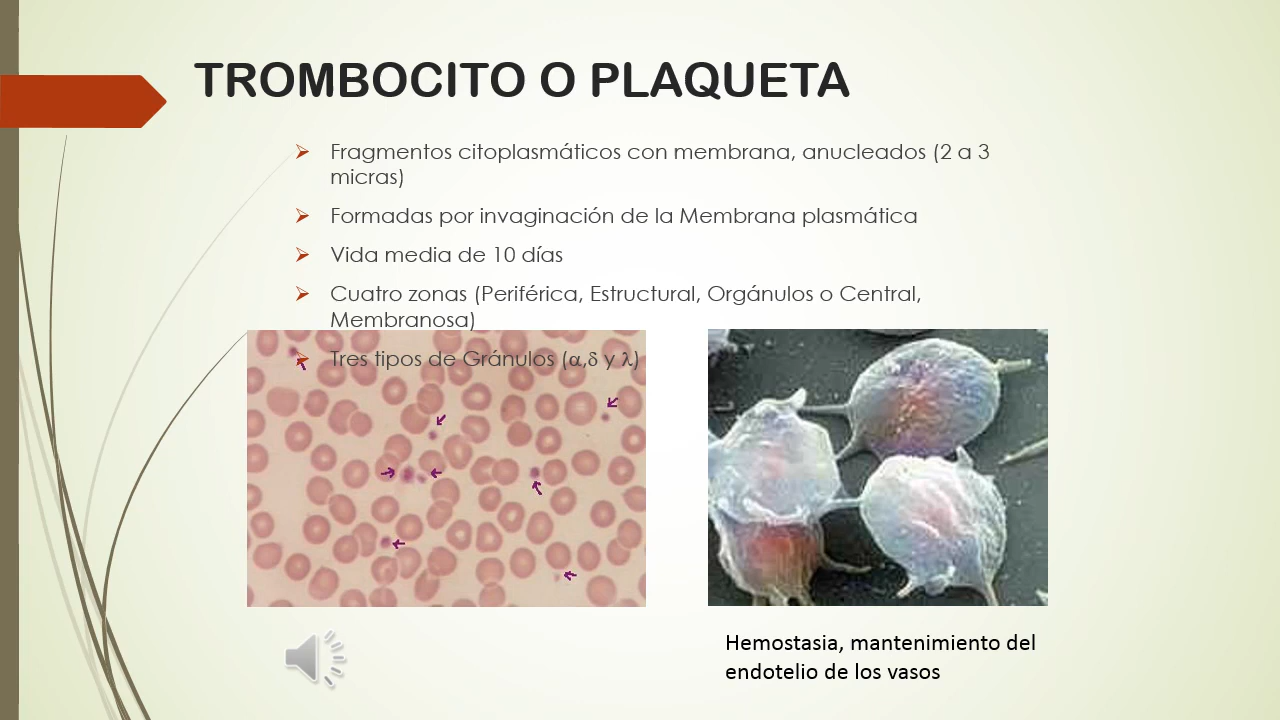 TROMBOCITO O PLAQUETA
Fragmentos citoplasmáticos con membrana, anucleados (2 a 3
micras)
Formadas por invaginación de la Membrana plasmática
Vida media de 10 días
Cuatro zonas (Periférica, Estructural, Orgánulos o Central,
Membranosa)
Tres tipos de Gránulos (α,δ y λ)
Hemostasia, mantenimiento del
endotelio de los vasos